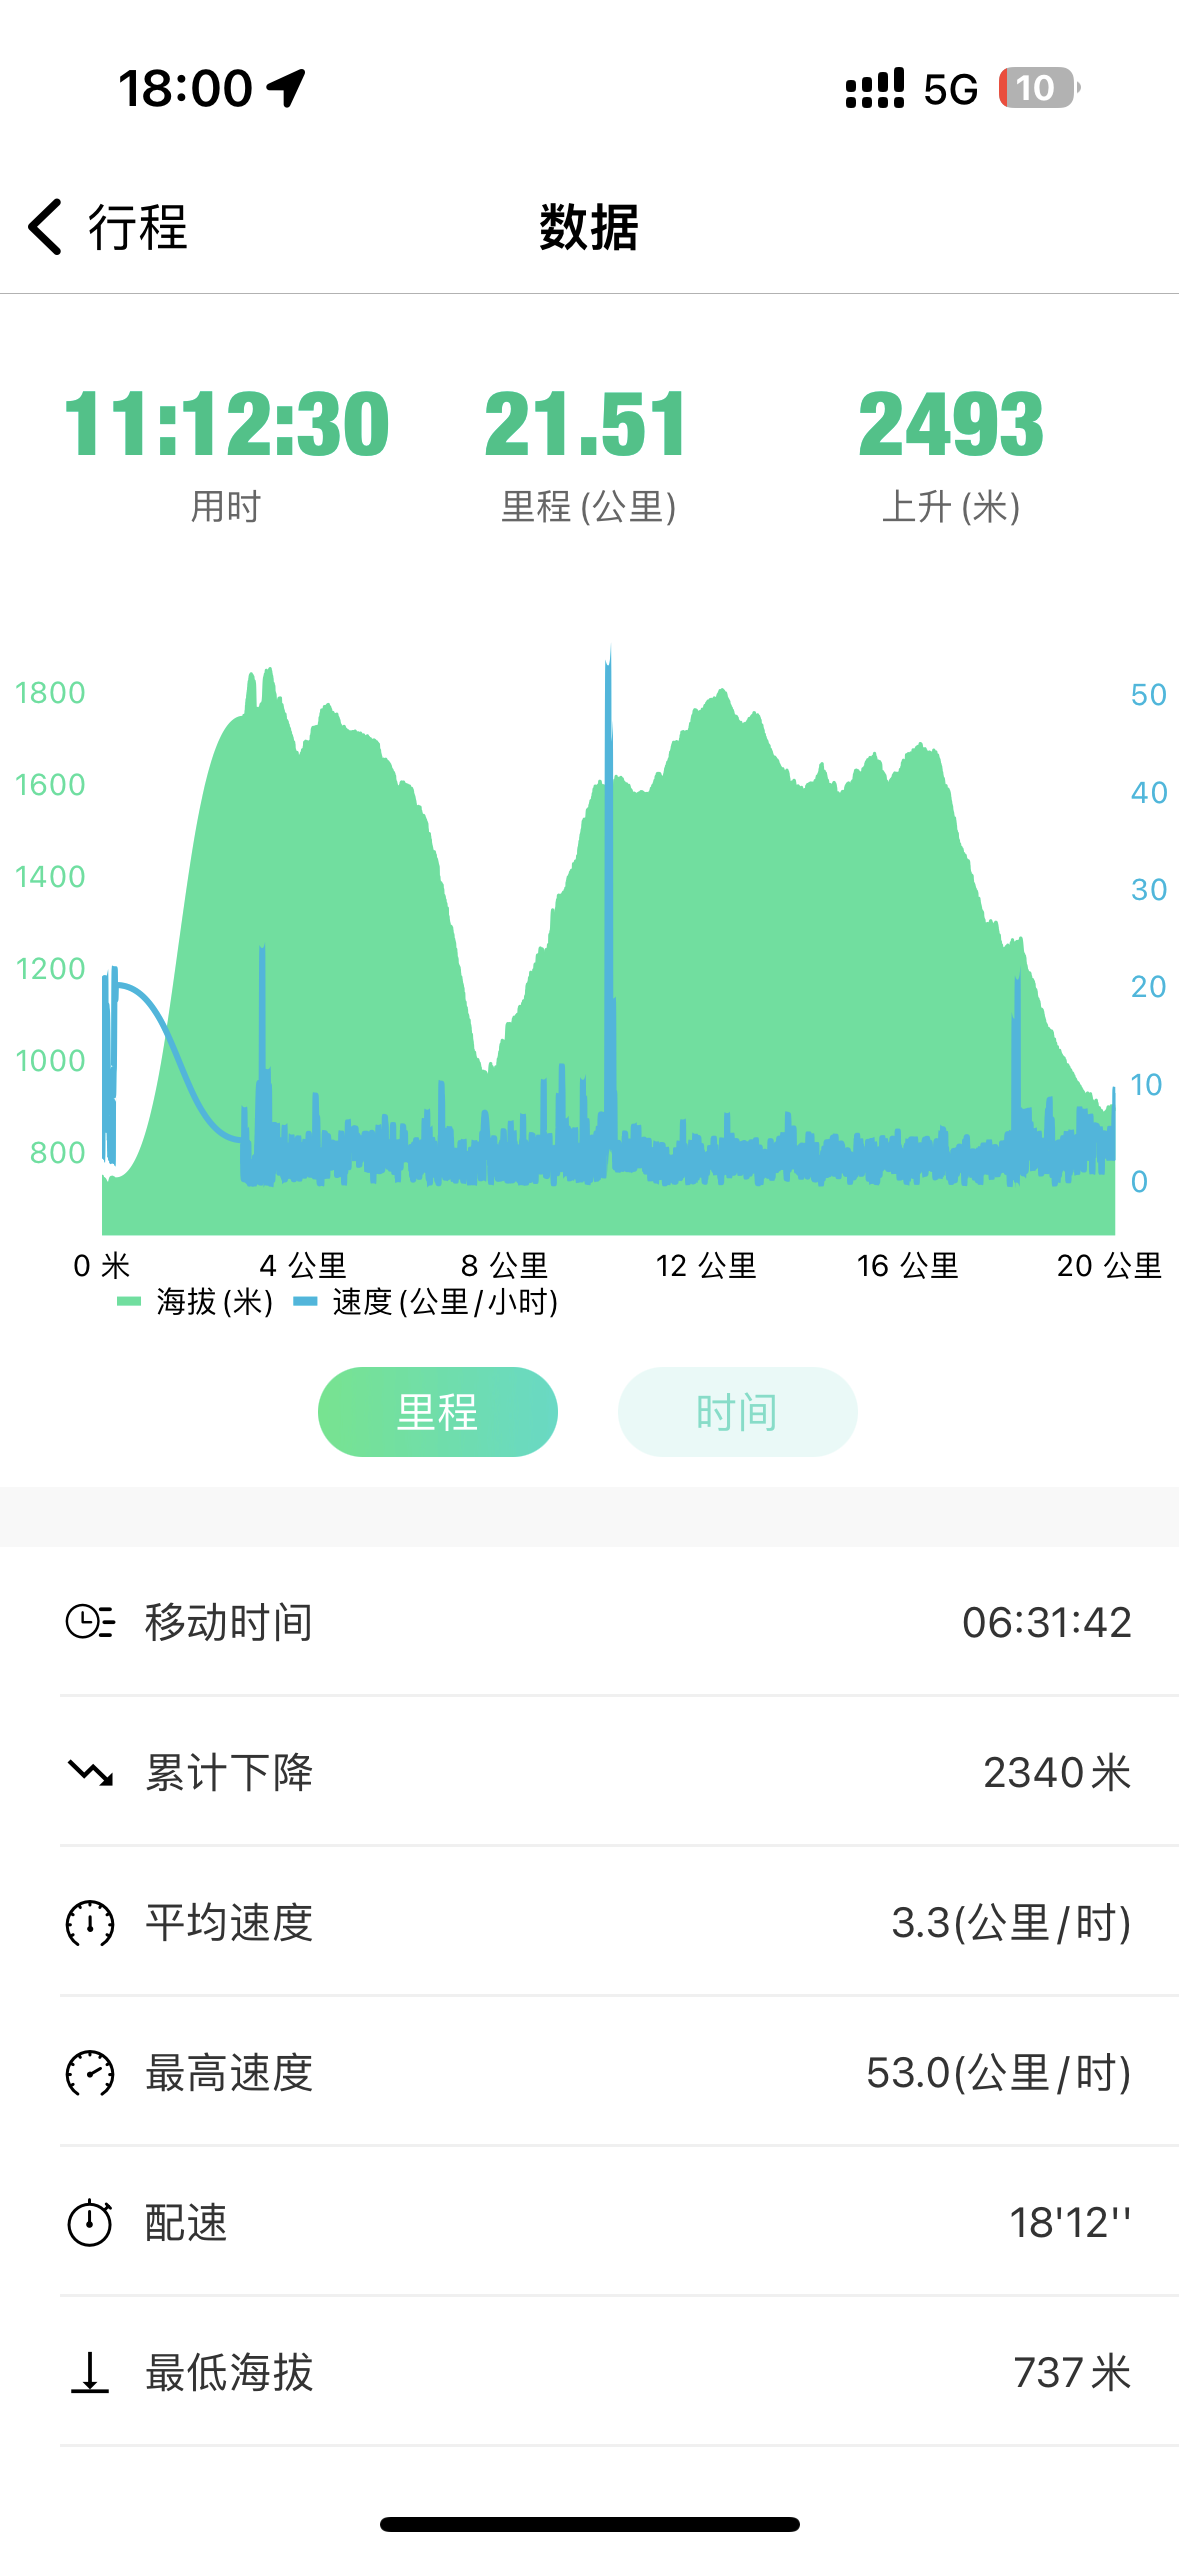 18:00 5G 10
行程 数据
11:12:30 21.51 2493
用时 里程 (公里) 上升 (米)
1800 50
1600 40
1400 30
1200 20
1000 10
800 0
0 米 4 公里 8 公里 12 公里 16 公里 20 公里
海拔 (米) 速度 (公里/小时)
里程 时间
移动时间 06:31:42
累计下降 2340 米
平均速度 3.3(公里/时)
最高速度 53.0(公里/时)
配速 18'12''
最低海拔 737 米